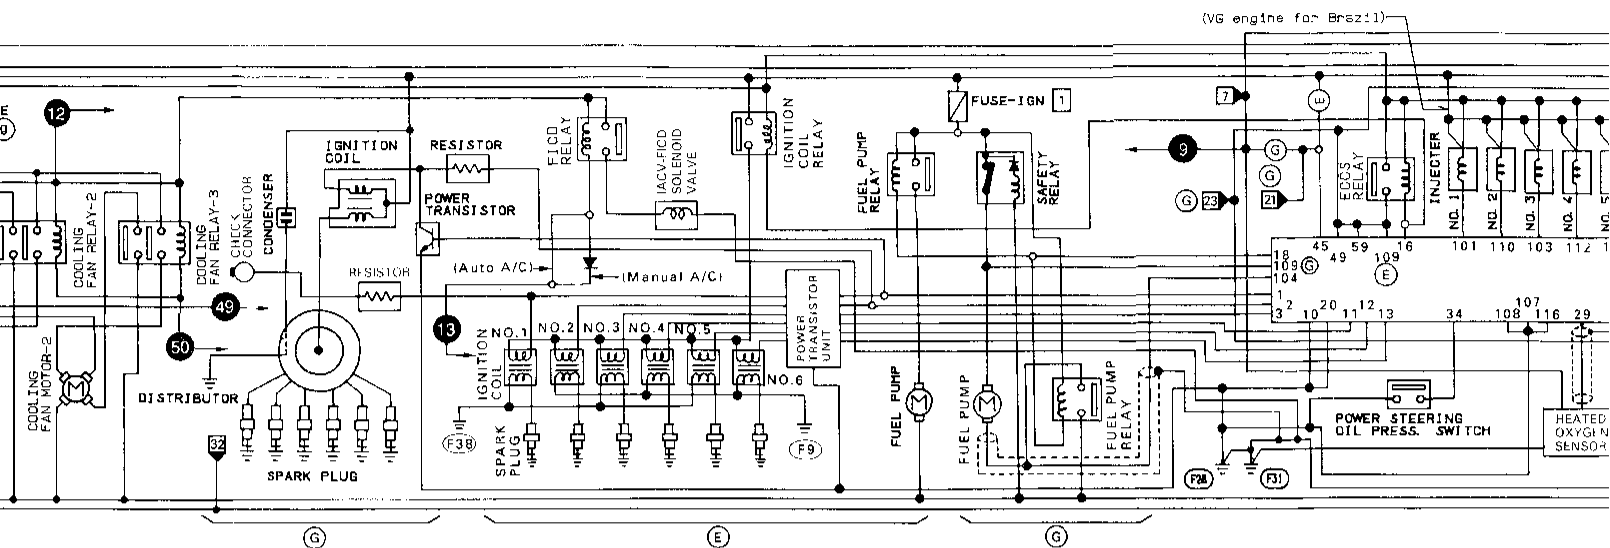 (VG engine for Brazil)
E
g
12
7
E
FUSE-IGN 1
IGNITION
COIL
RESISTOR
FICD
RELAY
IACV-FICD
SOLENOID
VALVE
IGNITION
COIL
RELAY
FUEL PUMP
RELAY
SAFETY
RELAY
9
G
G
G
23
21
ECCS
RELAY
INJECTER
NO. 1
NO. 2
NO. 3
NO. 4
NO. 5
COOLING
FAN RELAY-2
COOLING
FAN RELAY-3
CHECK
CONNECTOR
CONDENSER
POWER
TRANSISTOR
45
59
16
101
110
103
112
1
49
109
E
18
109 G
104
1
2
3
RESISTOR
(Auto A/C)
(Manual A/C)
49
50
13
POWER
TRANSISTOR
UNIT
10
20
11
12
13
34
108
107
116
29
COOLING
FAN MOTOR-2
M
DISTRIBUTOR
IGNITION
COIL
NO.1
NO.2
NO.3
NO.4
NO.5
NO.6
FUEL PUMP
M
FUEL PUMP
M
FUEL PUMP
RELAY
POWER STEERING
OIL PRESS. SWITCH
HEATED
OXYGEN
SENSOR
32
SPARK PLUG
F38
SPARK
PLUG
F9
F28
F31
G
E
G